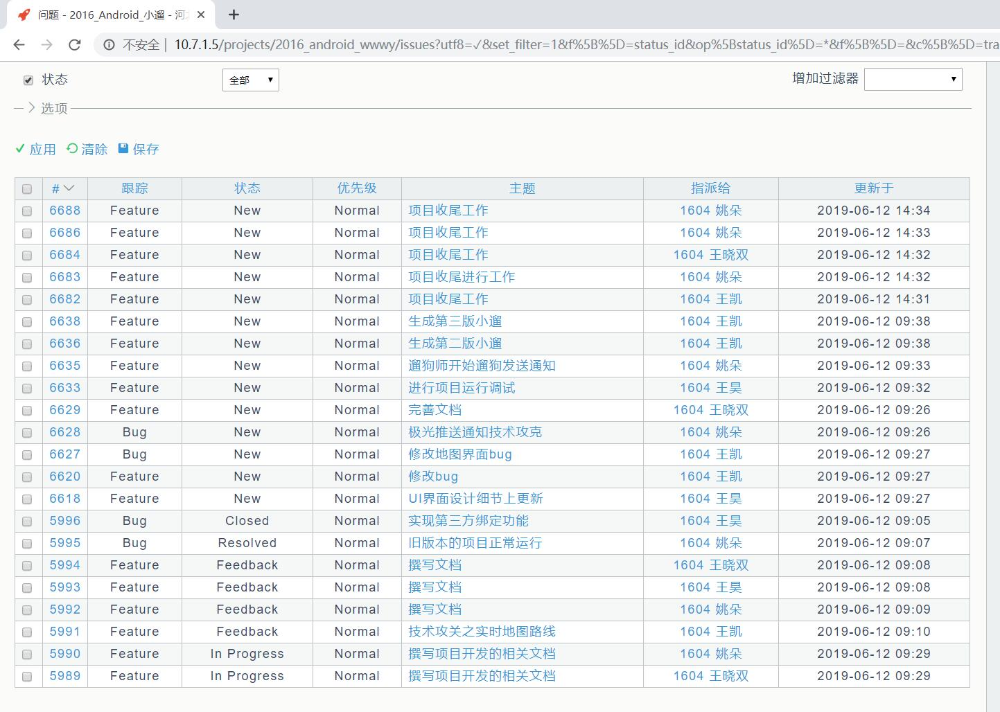 问题 - 2016_Android_小遛 - 河
不安全 | 10.7.1.5/projects/2016_android_wwwy/issues?utf8=✓&set_filter=1&f%5B%5D=status_id&op%5Bstatus_id%5D=*&f%5B%5D=&c%5B%5D=tra
状态 全部 增加过滤器
选项
应用 清除 保存
# 跟踪 状态 优先级 主题 指派给 更新于
6688 Feature New Normal 项目收尾工作 1604 姚朵 2019-06-12 14:34
6686 Feature New Normal 项目收尾工作 1604 姚朵 2019-06-12 14:33
6684 Feature New Normal 项目收尾工作 1604 王晓双 2019-06-12 14:32
6683 Feature New Normal 项目收尾进行工作 1604 姚朵 2019-06-12 14:32
6682 Feature New Normal 项目收尾工作 1604 王凯 2019-06-12 14:31
6638 Feature New Normal 生成第三版小遛 1604 王凯 2019-06-12 09:38
6636 Feature New Normal 生成第二版小遛 1604 王凯 2019-06-12 09:38
6635 Feature New Normal 遛狗师开始遛狗发送通知 1604 姚朵 2019-06-12 09:33
6633 Feature New Normal 进行项目运行调试 1604 王昊 2019-06-12 09:32
6629 Feature New Normal 完善文档 1604 王晓双 2019-06-12 09:26
6628 Bug New Normal 极光推送通知技术攻克 1604 姚朵 2019-06-12 09:26
6627 Bug New Normal 修改地图界面bug 1604 王凯 2019-06-12 09:27
6620 Feature New Normal 修改bug 1604 王凯 2019-06-12 09:27
6618 Feature New Normal UI界面设计细节上更新 1604 王昊 2019-06-12 09:27
5996 Bug Closed Normal 实现第三方绑定功能 1604 王昊 2019-06-12 09:05
5995 Bug Resolved Normal 旧版本的项目正常运行 1604 姚朵 2019-06-12 09:07
5994 Feature Feedback Normal 撰写文档 1604 王晓双 2019-06-12 09:08
5993 Feature Feedback Normal 撰写文档 1604 王昊 2019-06-12 09:08
5992 Feature Feedback Normal 撰写文档 1604 姚朵 2019-06-12 09:09
5991 Feature Feedback Normal 技术攻关之实时地图路线 1604 王凯 2019-06-12 09:10
5990 Feature In Progress Normal 撰写项目开发的相关文档 1604 姚朵 2019-06-12 09:29
5989 Feature In Progress Normal 撰写项目开发的相关文档 1604 王晓双 2019-06-12 09:29